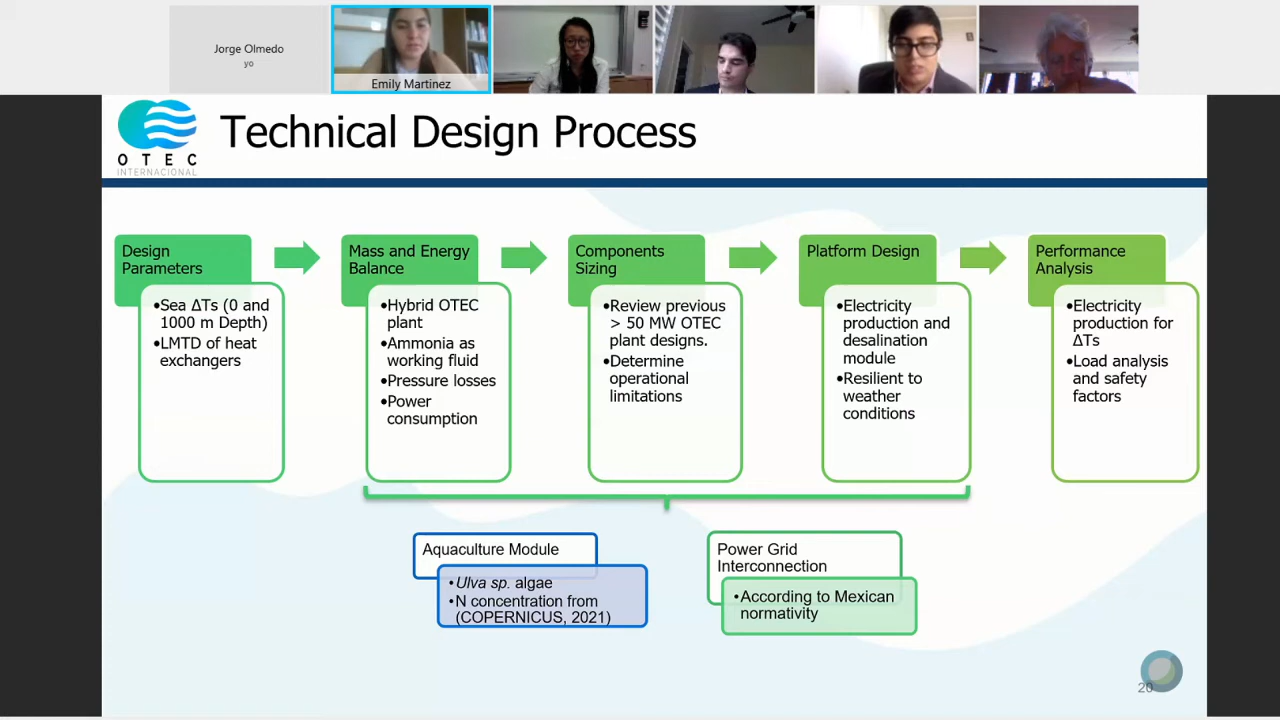 Jorge Olmedo
yo
Emily Martinez
OTEC
INTERNACIONAL
Technical Design Process
Design
Parameters
•Sea ΔTs (0 and
1000 m Depth)
•LMTD of heat
exchangers
Mass and Energy
Balance
•Hybrid OTEC
plant
•Ammonia as
working fluid
•Pressure losses
•Power
consumption
Components
Sizing
•Review previous
> 50 MW OTEC
plant designs.
•Determine
operational
limitations
Platform Design
•Electricity
production and
desalination
module
•Resilient to
weather
conditions
Performance
Analysis
•Electricity
production for
ΔTs
•Load analysis
and safety
factors
Aquaculture Module
•Ulva sp. algae
•N concentration from
(COPERNICUS, 2021)
Power Grid
Interconnection
•According to Mexican
normativity
20